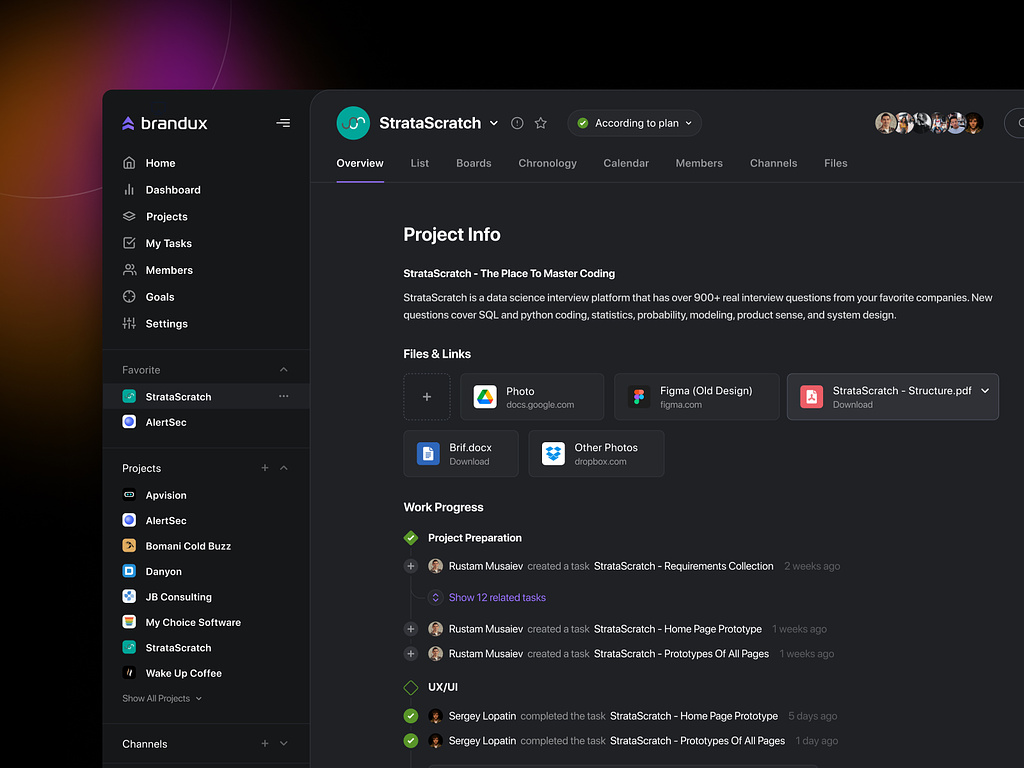 brandux
Home
Dashboard
Projects
My Tasks
Members
Goals
Settings
Favorite
StrataScratch
AlertSec
Projects
Apvision
AlertSec
Bomani Cold Buzz
Danyon
JB Consulting
My Choice Software
StrataScratch
Wake Up Coffee
Show All Projects
Channels
StrataScratch
According to plan
Overview List Boards Chronology Calendar Members Channels Files
Project Info
StrataScratch - The Place To Master Coding
StrataScratch is a data science interview platform that has over 900+ real interview questions from your favorite companies. New
questions cover SQL and python coding, statistics, probability, modeling, product sense, and system design.
Files & Links
Photo
docs.google.com
Figma (Old Design)
figma.com
StrataScratch - Structure.pdf
Download
Brif.docx
Download
Other Photos
dropbox.com
Work Progress
Project Preparation
Rustam Musaiev created a task StrataScratch - Requirements Collection 2 weeks ago
Show 12 related tasks
Rustam Musaiev created a task StrataScratch - Home Page Prototype 1 weeks ago
Rustam Musaiev created a task StrataScratch - Prototypes Of All Pages 1 weeks ago
UX/UI
Sergey Lopatin completed the task StrataScratch - Home Page Prototype 5 days ago
Sergey Lopatin completed the task StrataScratch - Prototypes Of All Pages 1 day ago